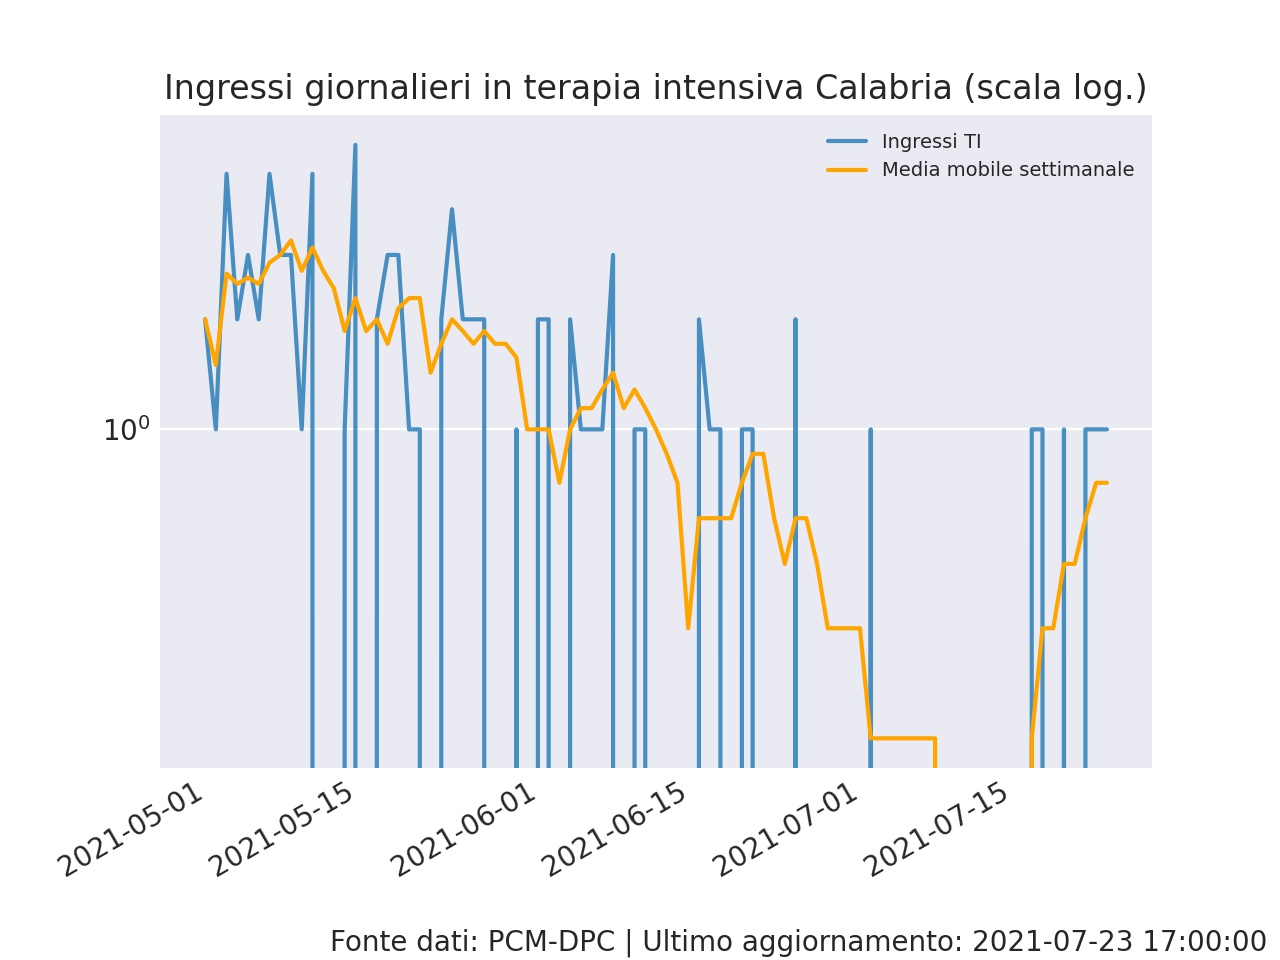 Ingressi giornalieri in terapia intensiva Calabria (scala log.)
Ingressi TI
Media mobile settimanale
10⁰
2021-05-01
2021-05-15
2021-06-01
2021-06-15
2021-07-01
2021-07-15
Fonte dati: PCM-DPC | Ultimo aggiornamento: 2021-07-23 17:00:00